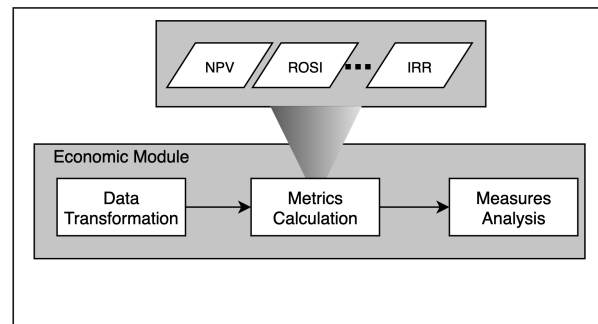 NPV
ROSI
IRR
Economic Module
Data
Transformation
Metrics
Calculation
Measures
Analysis